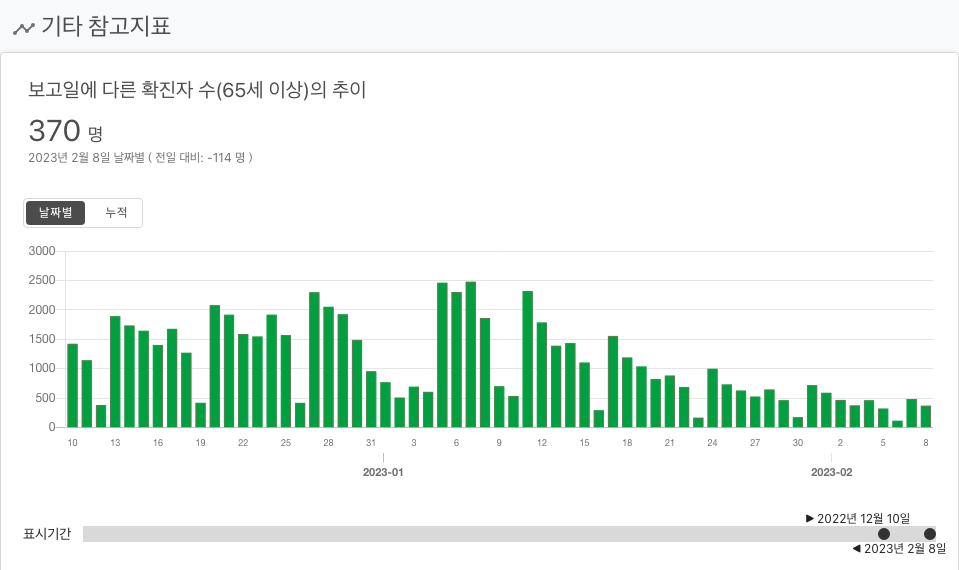 기타 참고지표
보고일에 다른 확진자 수(65세 이상)의 추이
370 명
2023년 2월 8일 날짜별 ( 전일 대비: -114 명 )
날짜별 누적
3000
2500
2000
1500
1000
500
0
10 13 16 19 22 25 28 31 3 6 9 12 15 18 21 24 27 30 2 5 8
2023-01 2023-02
▶ 2022년 12월 10일
표시기간
◀ 2023년 2월 8일